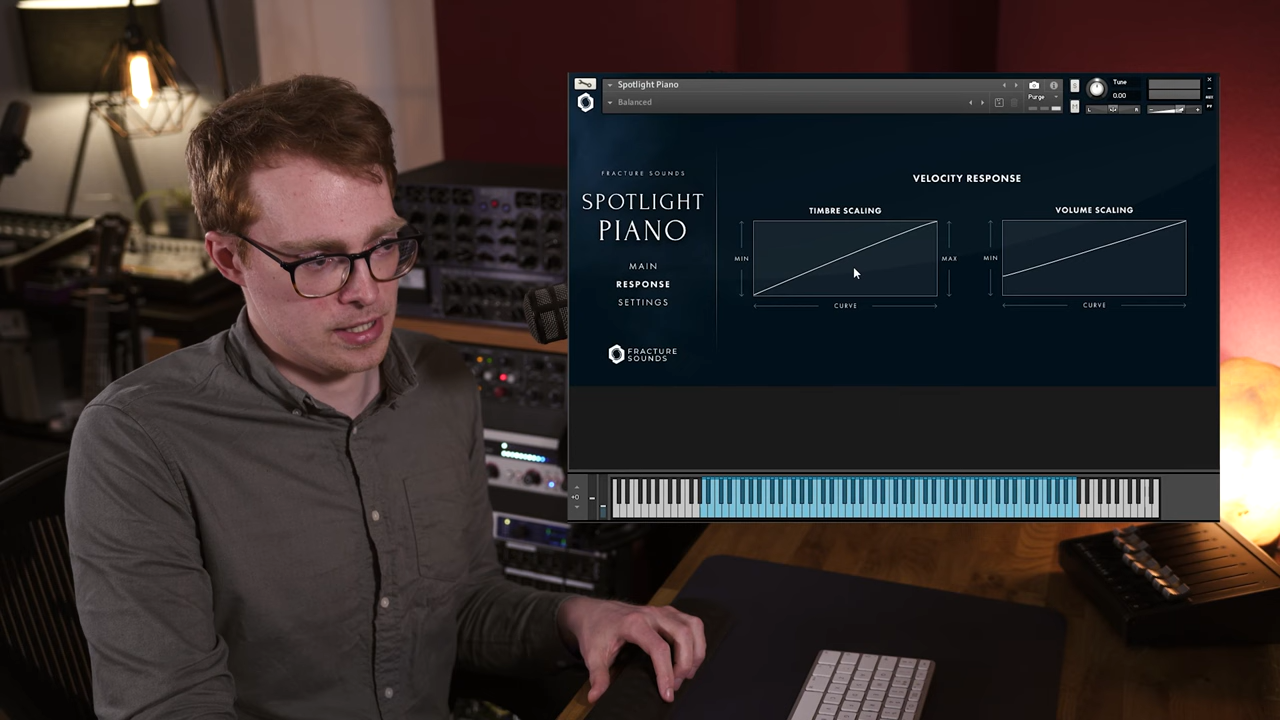 Spotlight Piano
Balanced
Purge
S
M
Tune
0.00
L
R
FRACTURE SOUNDS
SPOTLIGHT
PIANO
MAIN
RESPONSE
SETTINGS
FRACTURE
SOUNDS
VELOCITY RESPONSE
TIMBRE SCALING
MIN
MAX
CURVE
VOLUME SCALING
MIN
CURVE
+0